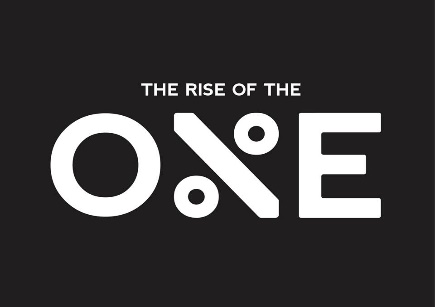 THE RISE OF THE
ONE